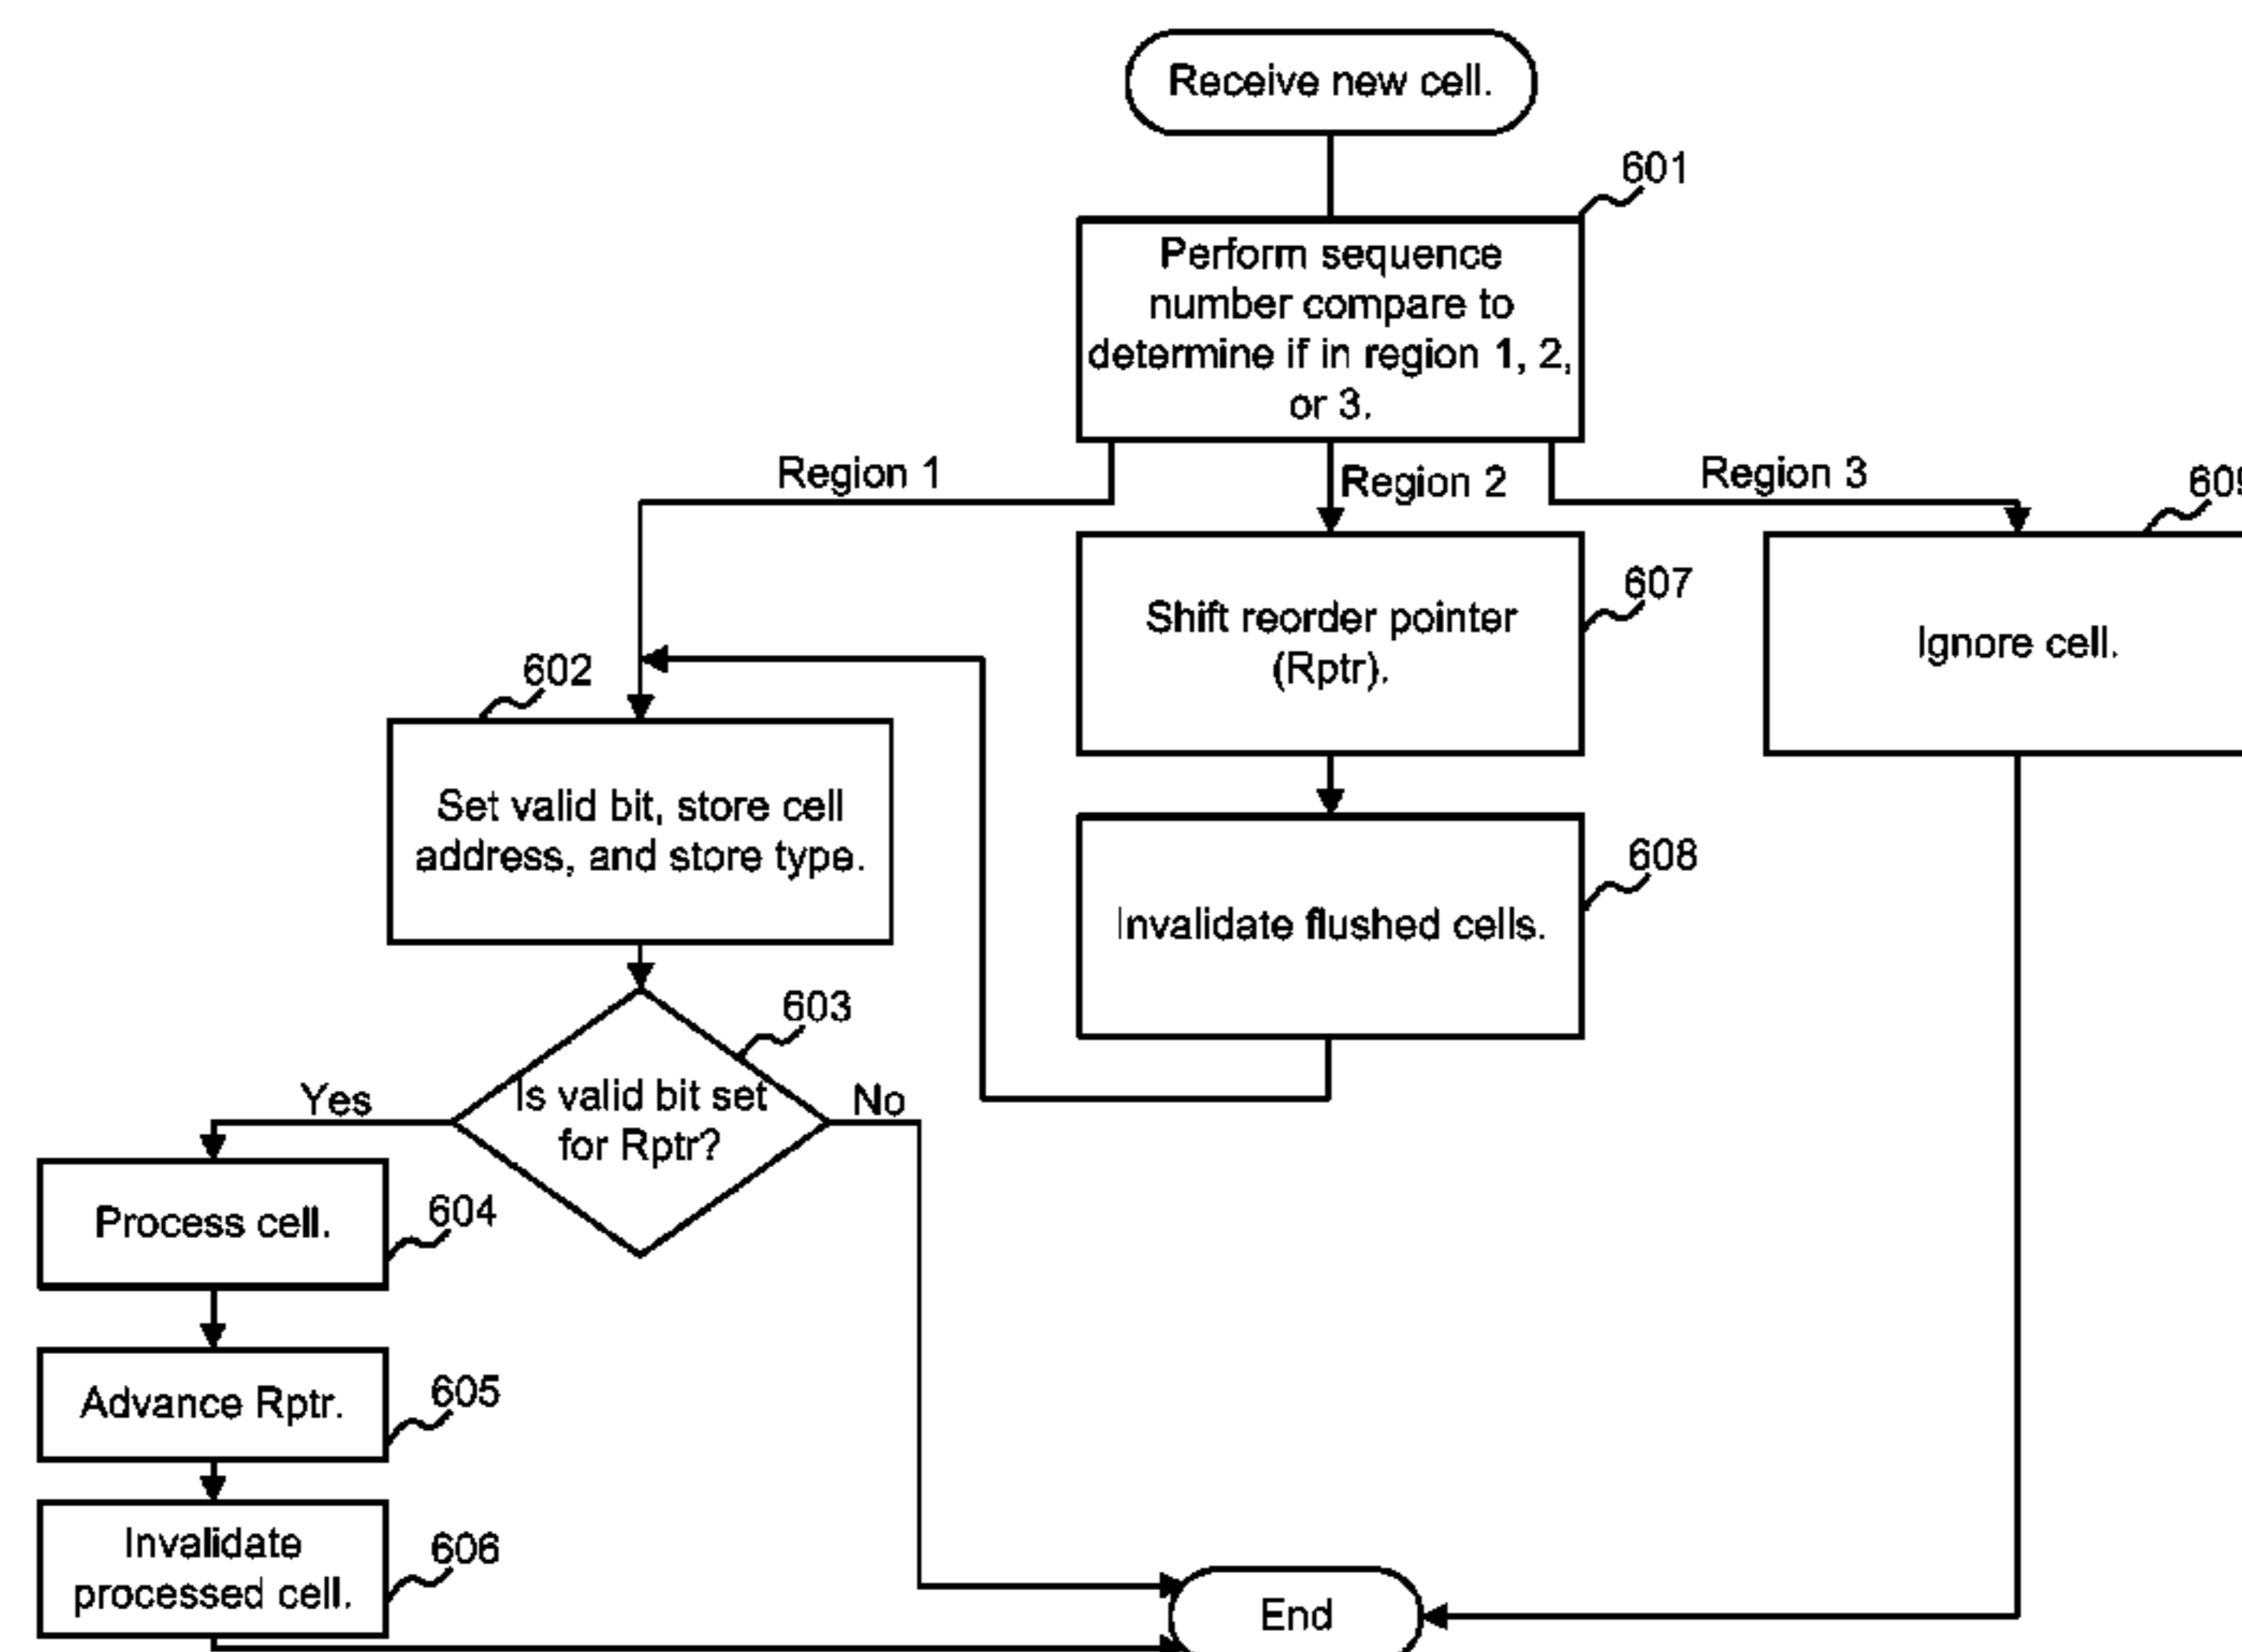 Receive new cell.
601
Perform sequence
number compare to
determine if in region 1, 2,
or 3.
Region 1
Region 2
Region 3
609
607
Shift reorder pointer
(Rptr).
Ignore cell.
602
Set valid bit, store cell
address, and store type.
608
Invalidate flushed cells.
603
Is valid bit set
for Rptr?
Yes
No
Process cell.
604
Advance Rptr.
605
Invalidate
processed cell.
606
End